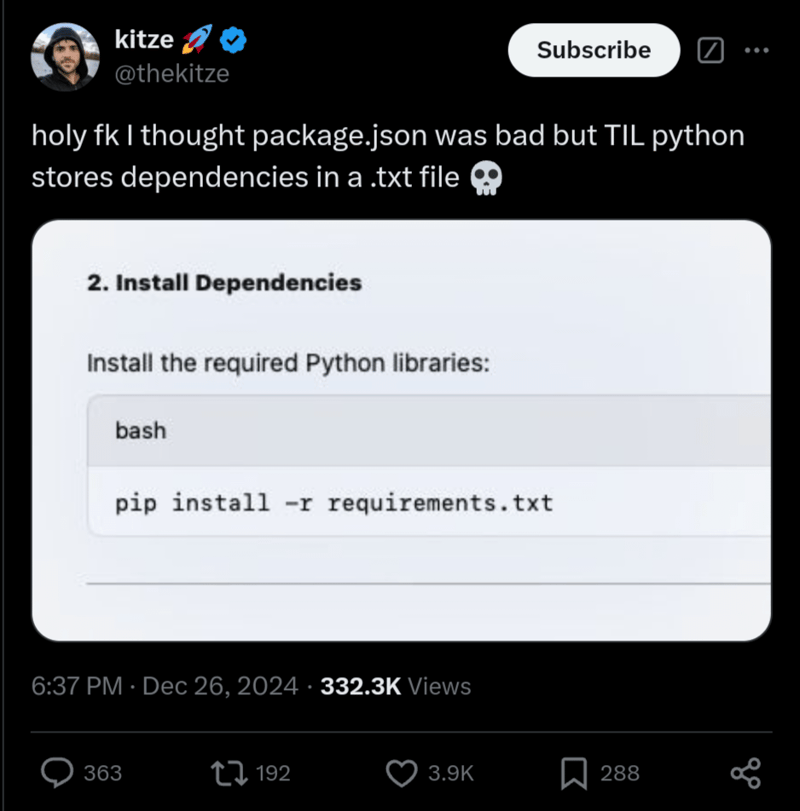 kitze 🚀
@thekitze
Subscribe
holy fk I thought package.json was bad but TIL python
stores dependencies in a .txt file 💀
2. Install Dependencies
Install the required Python libraries:
bash
pip install -r requirements.txt
6:37 PM · Dec 26, 2024 · 332.3K Views
363 192 3.9K 288